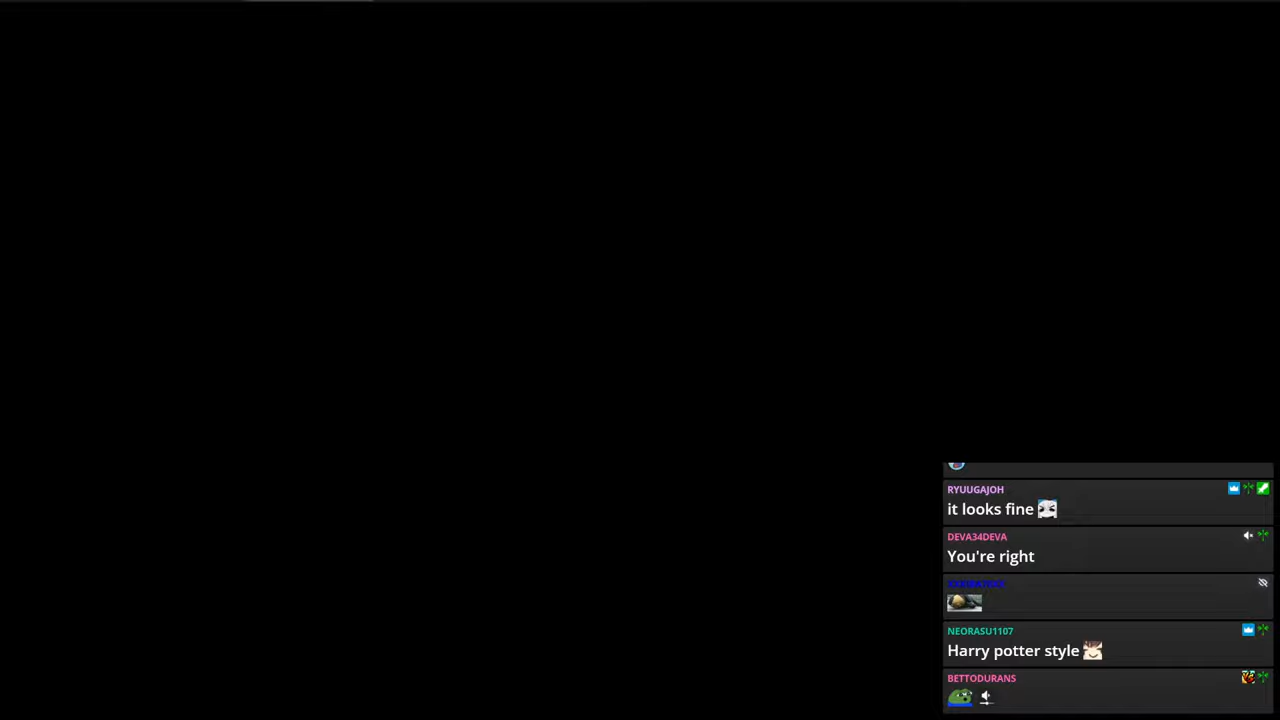 RYUUGAJOH
it looks fine
DEVA34DEVA
You're right
NEORASU1107
Harry potter style
BETTODURANS